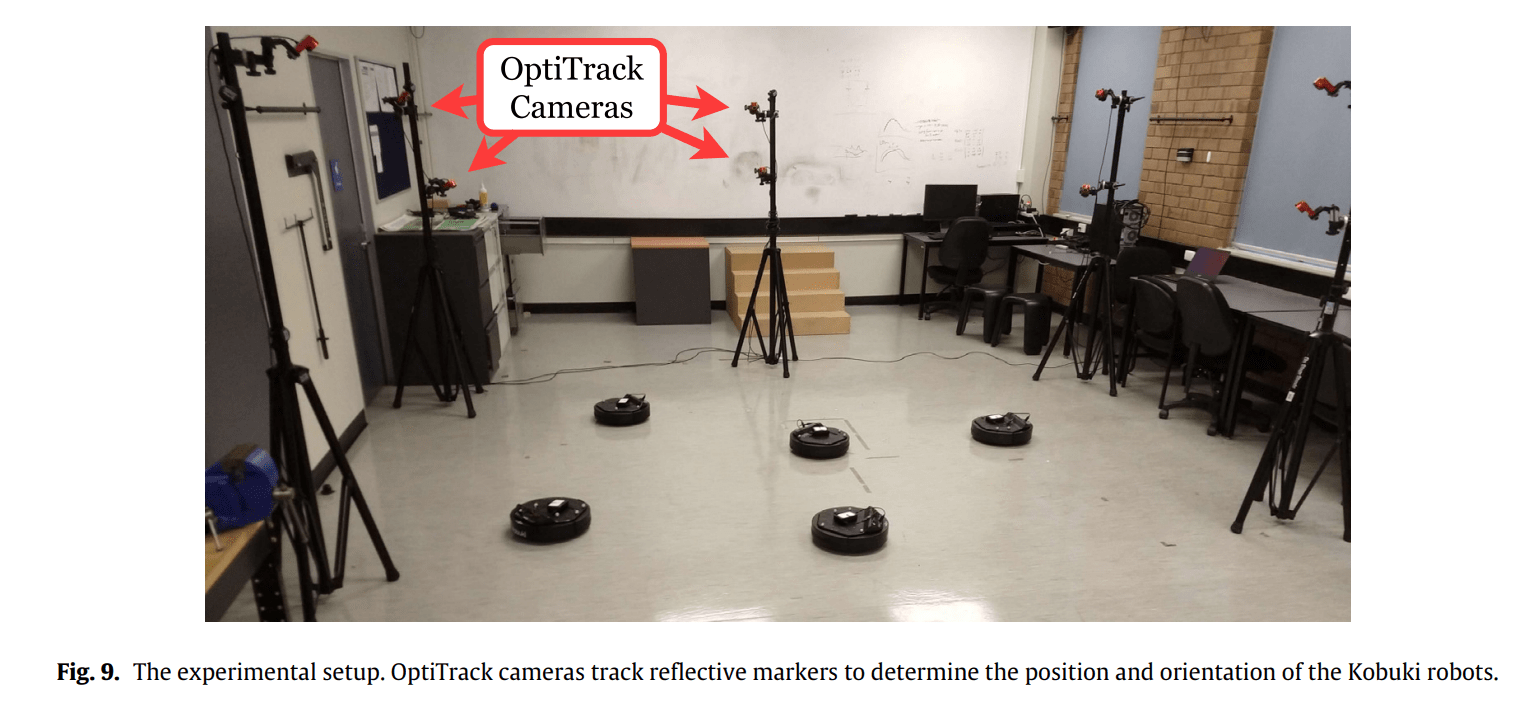 OptiTrack
Cameras
Fig. 9. The experimental setup. OptiTrack cameras track reflective markers to determine the position and orientation of the Kobuki robots.